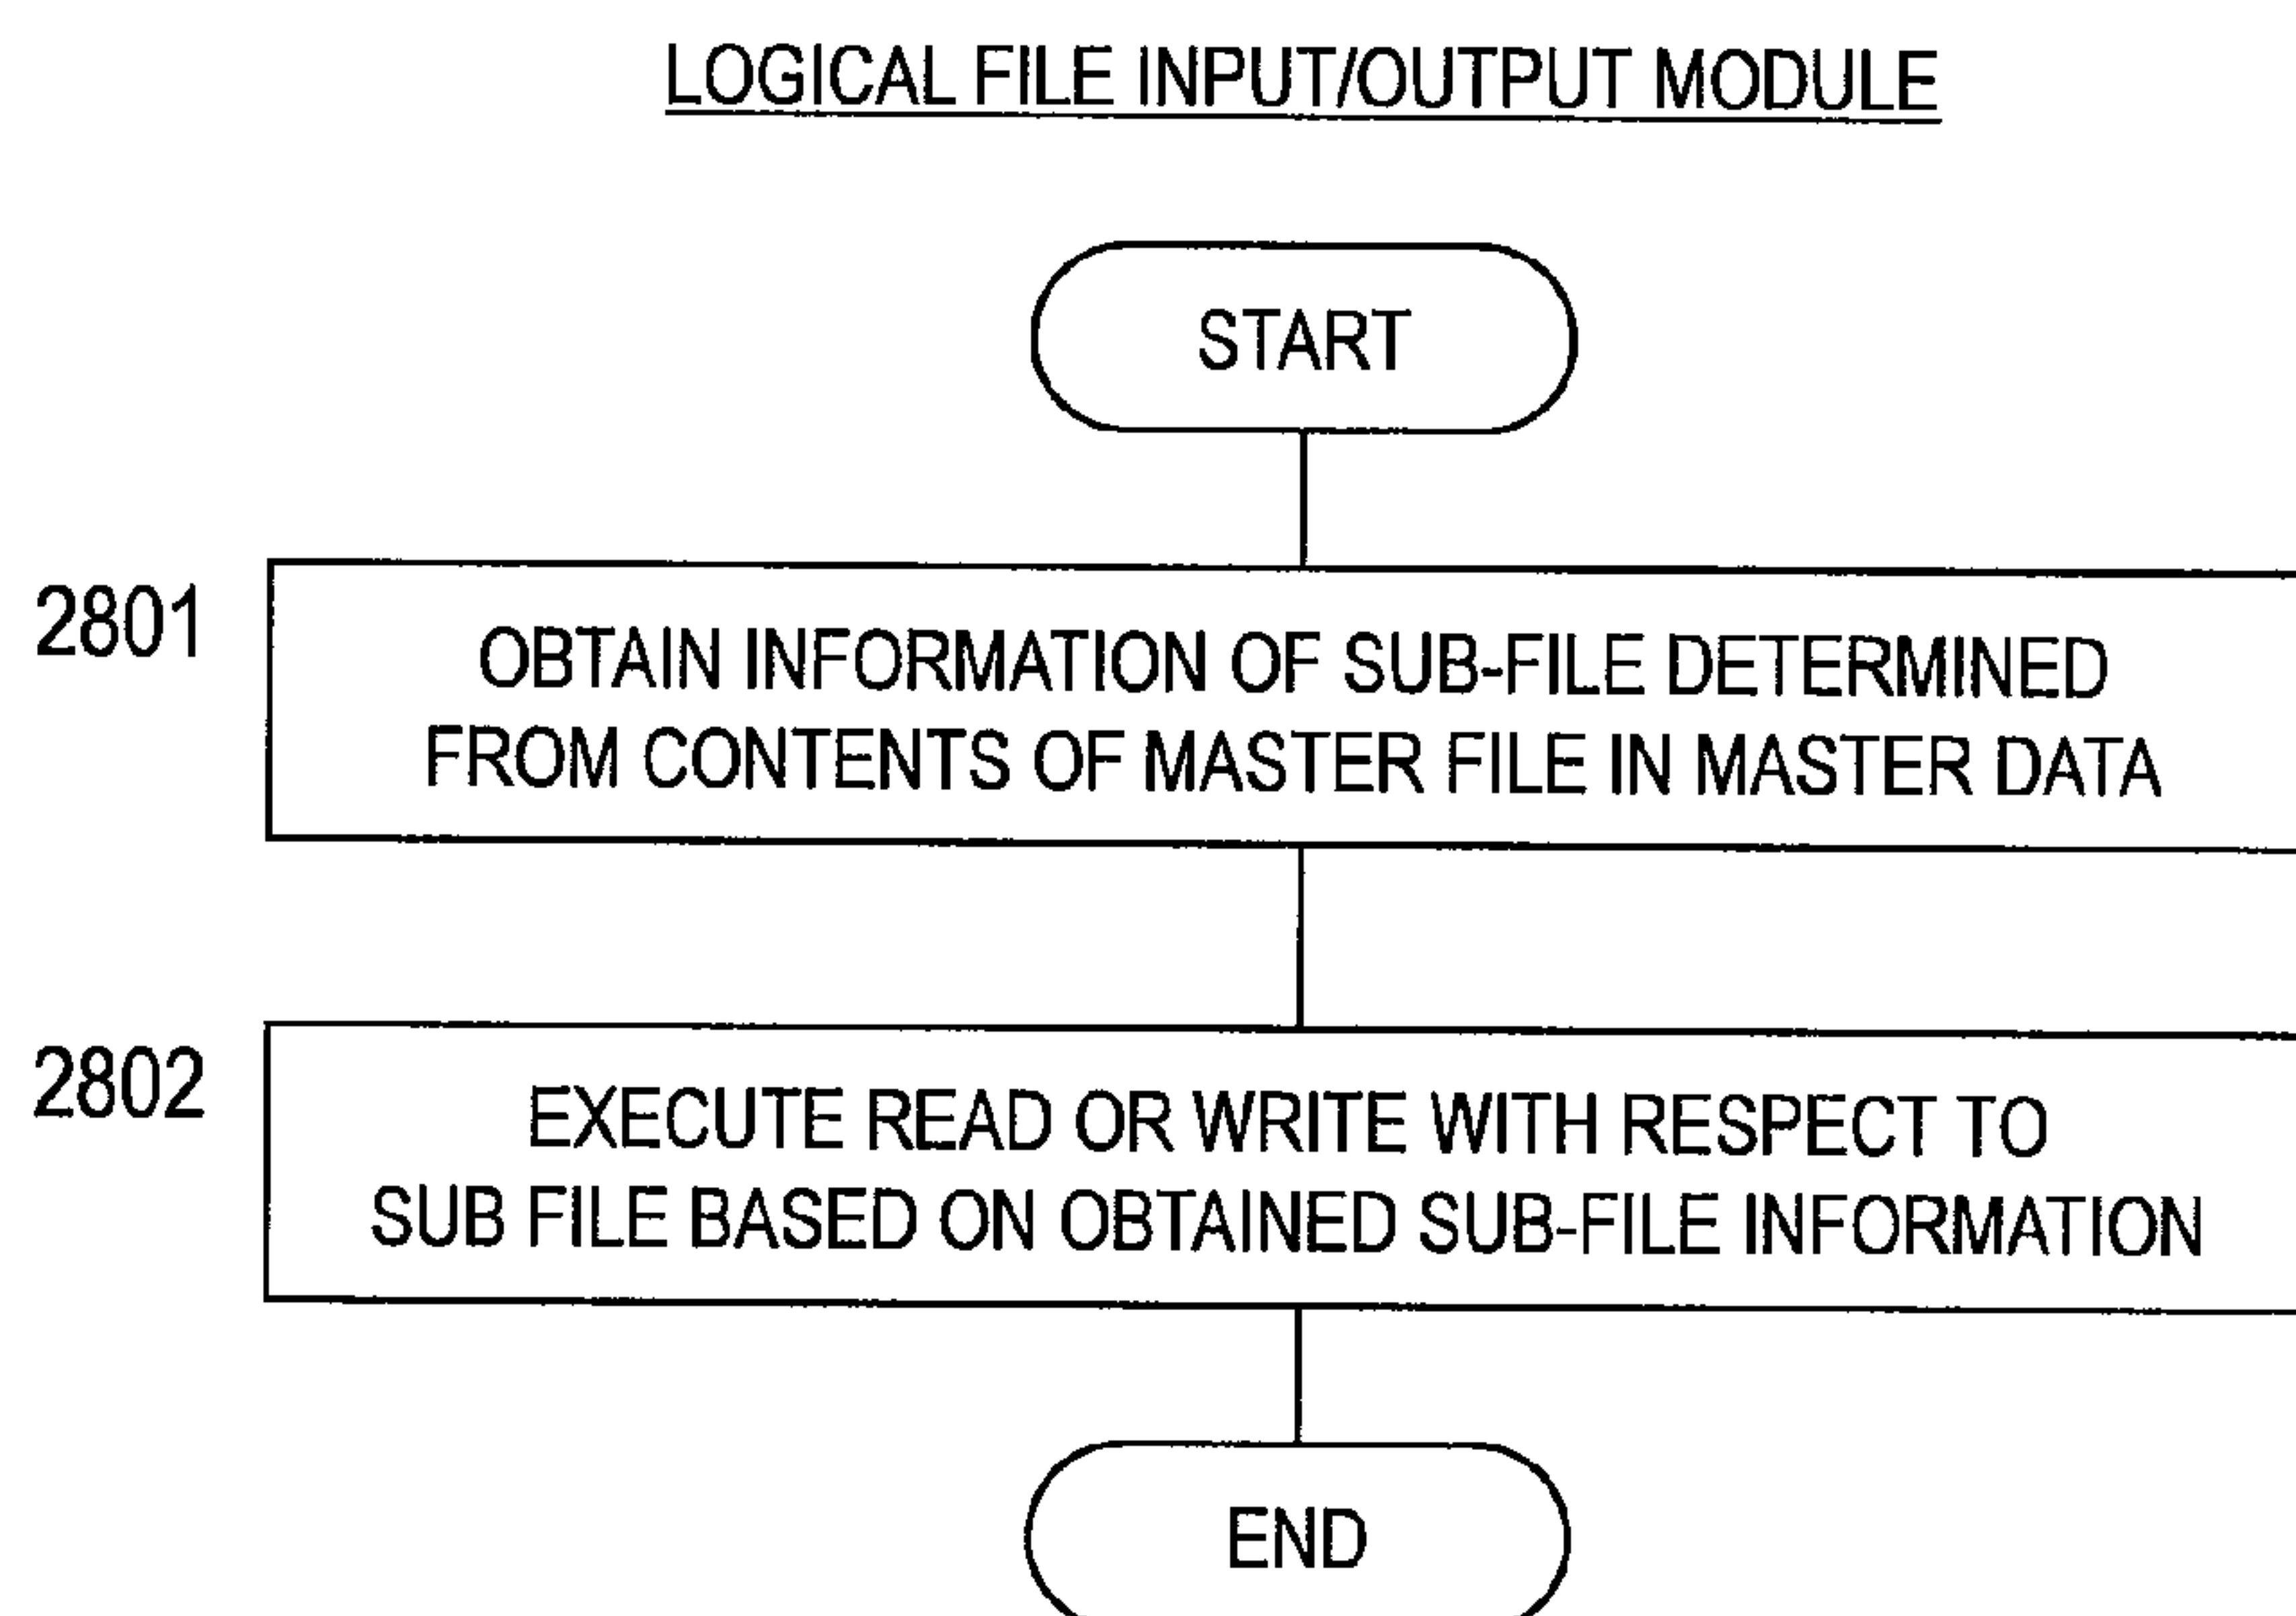 LOGICAL FILE INPUT/OUTPUT MODULE
START
2801
OBTAIN INFORMATION OF SUB-FILE DETERMINED
FROM CONTENTS OF MASTER FILE IN MASTER DATA
2802
EXECUTE READ OR WRITE WITH RESPECT TO
SUB FILE BASED ON OBTAINED SUB-FILE INFORMATION
END